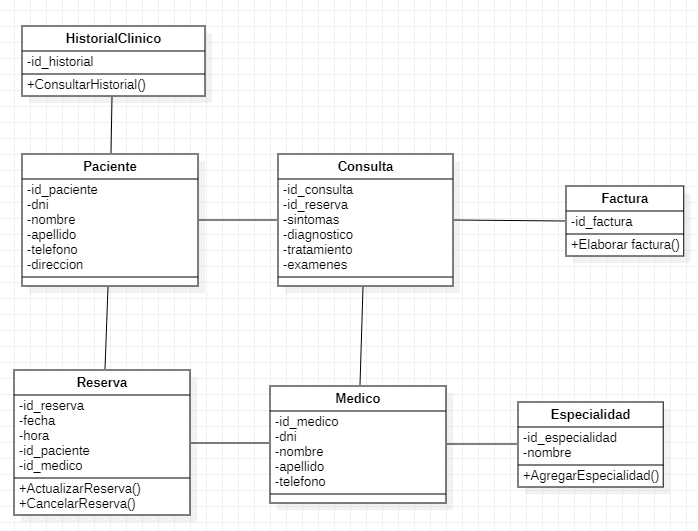 HistorialClinico
-id_historial
+ConsultarHistorial()
Paciente
-id_paciente
-dni
-nombre
-apellido
-telefono
-direccion
Consulta
-id_consulta
-id_reserva
-sintomas
-diagnostico
-tratamiento
-examenes
Factura
-id_factura
+Elaborar factura()
Reserva
-id_reserva
-fecha
-hora
-id_paciente
-id_medico
+ActualizarReserva()
+CancelarReserva()
Medico
-id_medico
-dni
-nombre
-apellido
-telefono
Especialidad
-id_especialidad
-nombre
+AgregarEspecialidad()